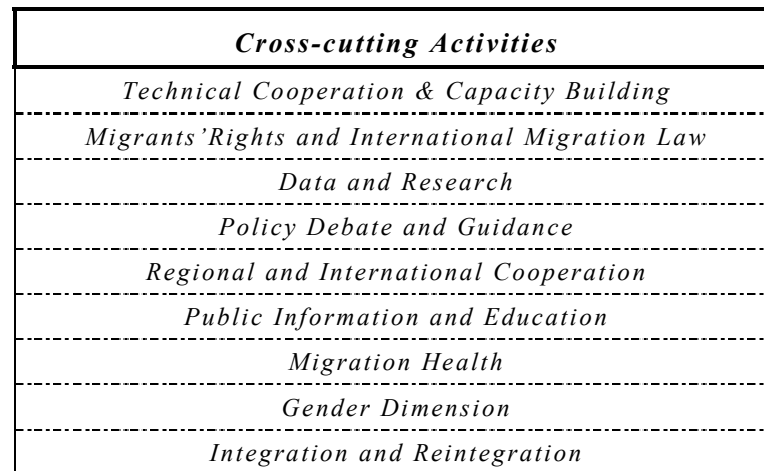 Cross-cutting Activities
Technical Cooperation & Capacity Building
Migrants’Rights and International Migration Law
Data and Research
Policy Debate and Guidance
Regional and International Cooperation
Public Information and Education
Migration Health
Gender Dimension
Integration and Reintegration